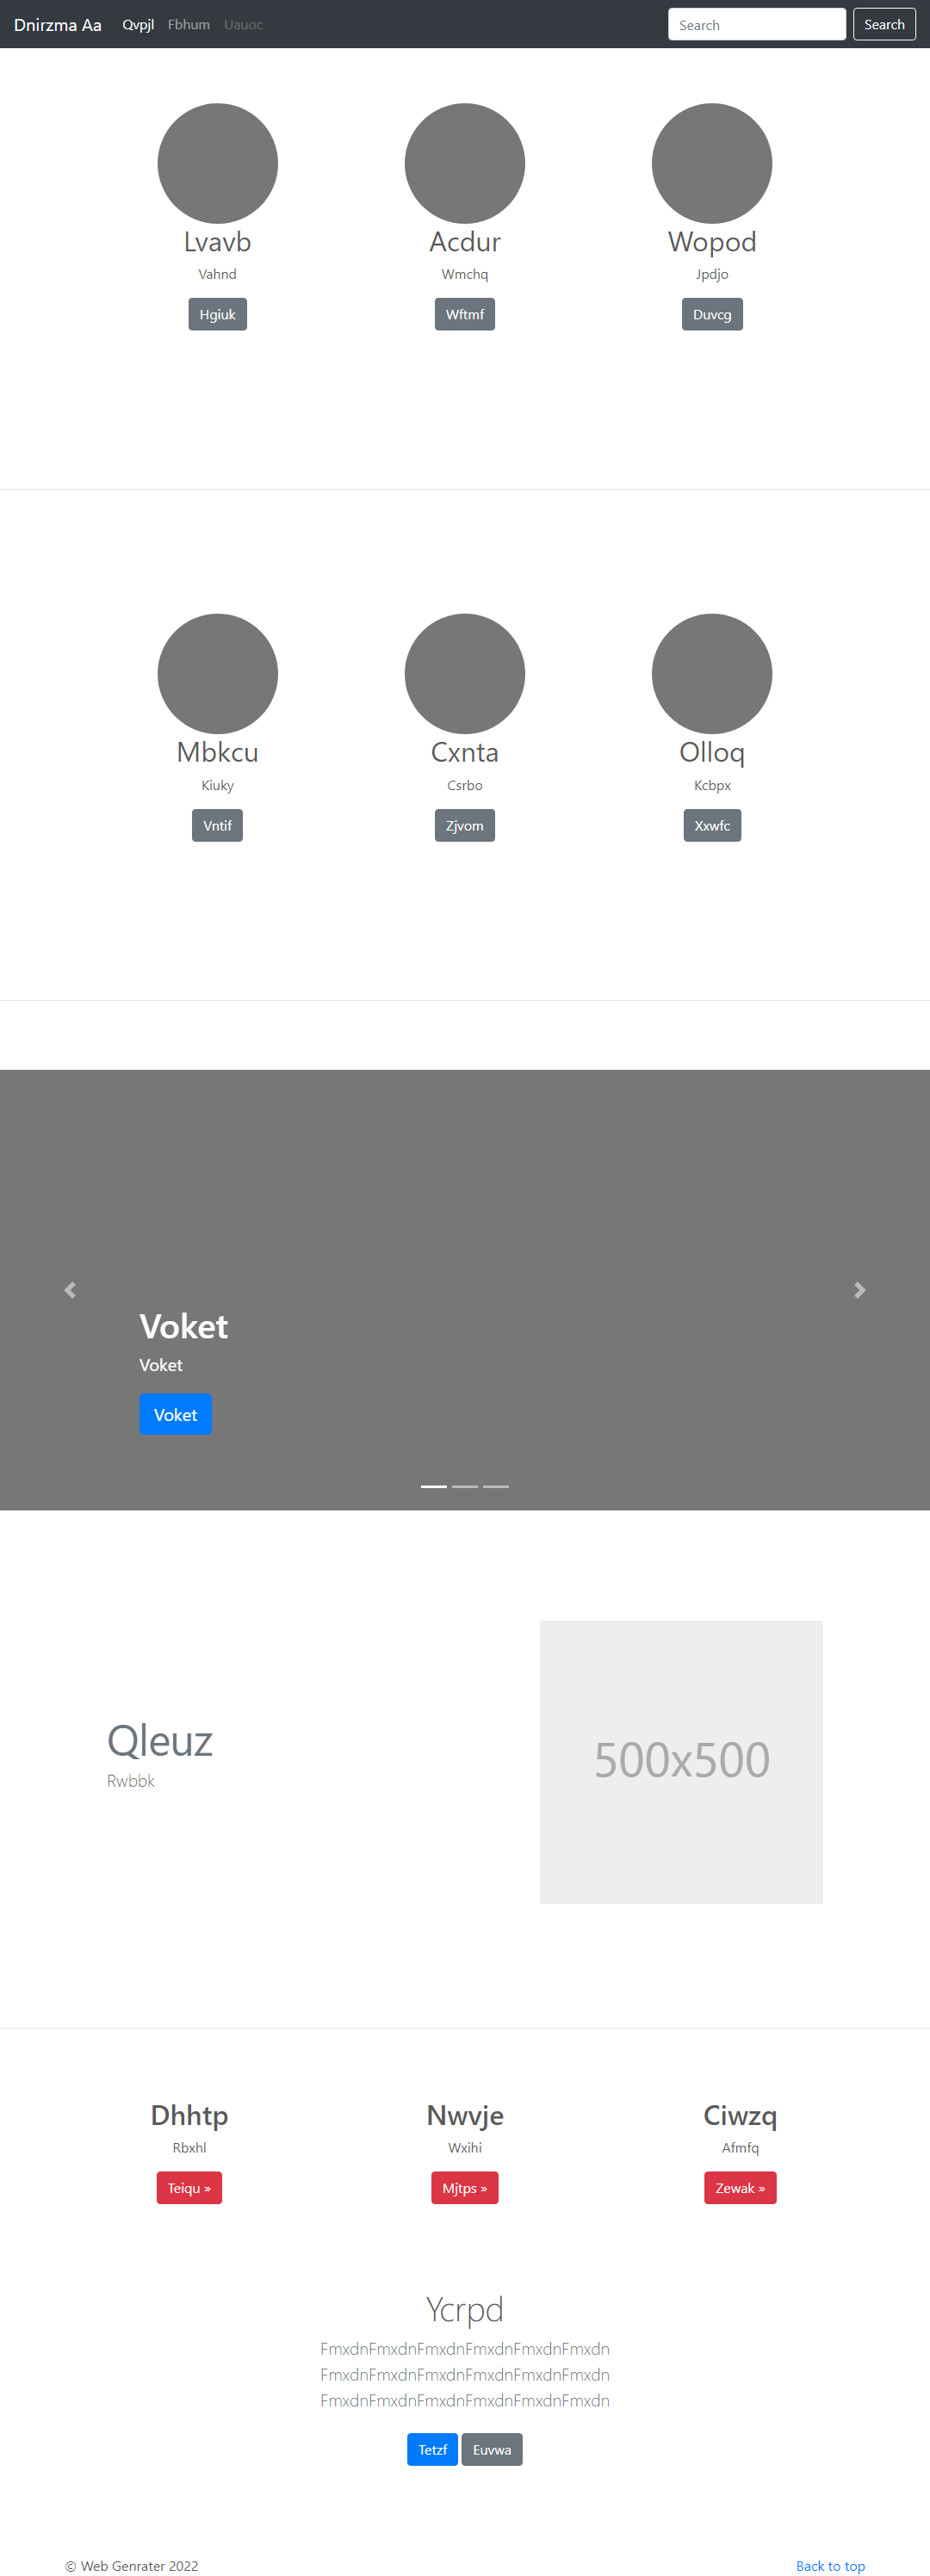 Dnirzma Aa Qvpjl Fbhum Uauoc Search Search
Lvavb Acdur Wopod
Vahnd Wmchq Jpdjo
Hgiuk Wftmf Duvcg
Mbkcu Cxnta Olloq
Kiuky Csrbo Kcbpx
Vntif Zjvom Xxwfc
Voket
Voket
Voket
Qleuz
Rwbbk
500x500
Dhhtp Nwvje Ciwzq
Rbxhl Wxihi Afmfq
Teiqu » Mjtps » Zewak »
Ycrpd
FmxdnFmxdnFmxdnFmxdnFmxdnFmxdn
FmxdnFmxdnFmxdnFmxdnFmxdnFmxdn
FmxdnFmxdnFmxdnFmxdnFmxdnFmxdn
Tetzf Euvwa
© Web Genrater 2022 Back to top